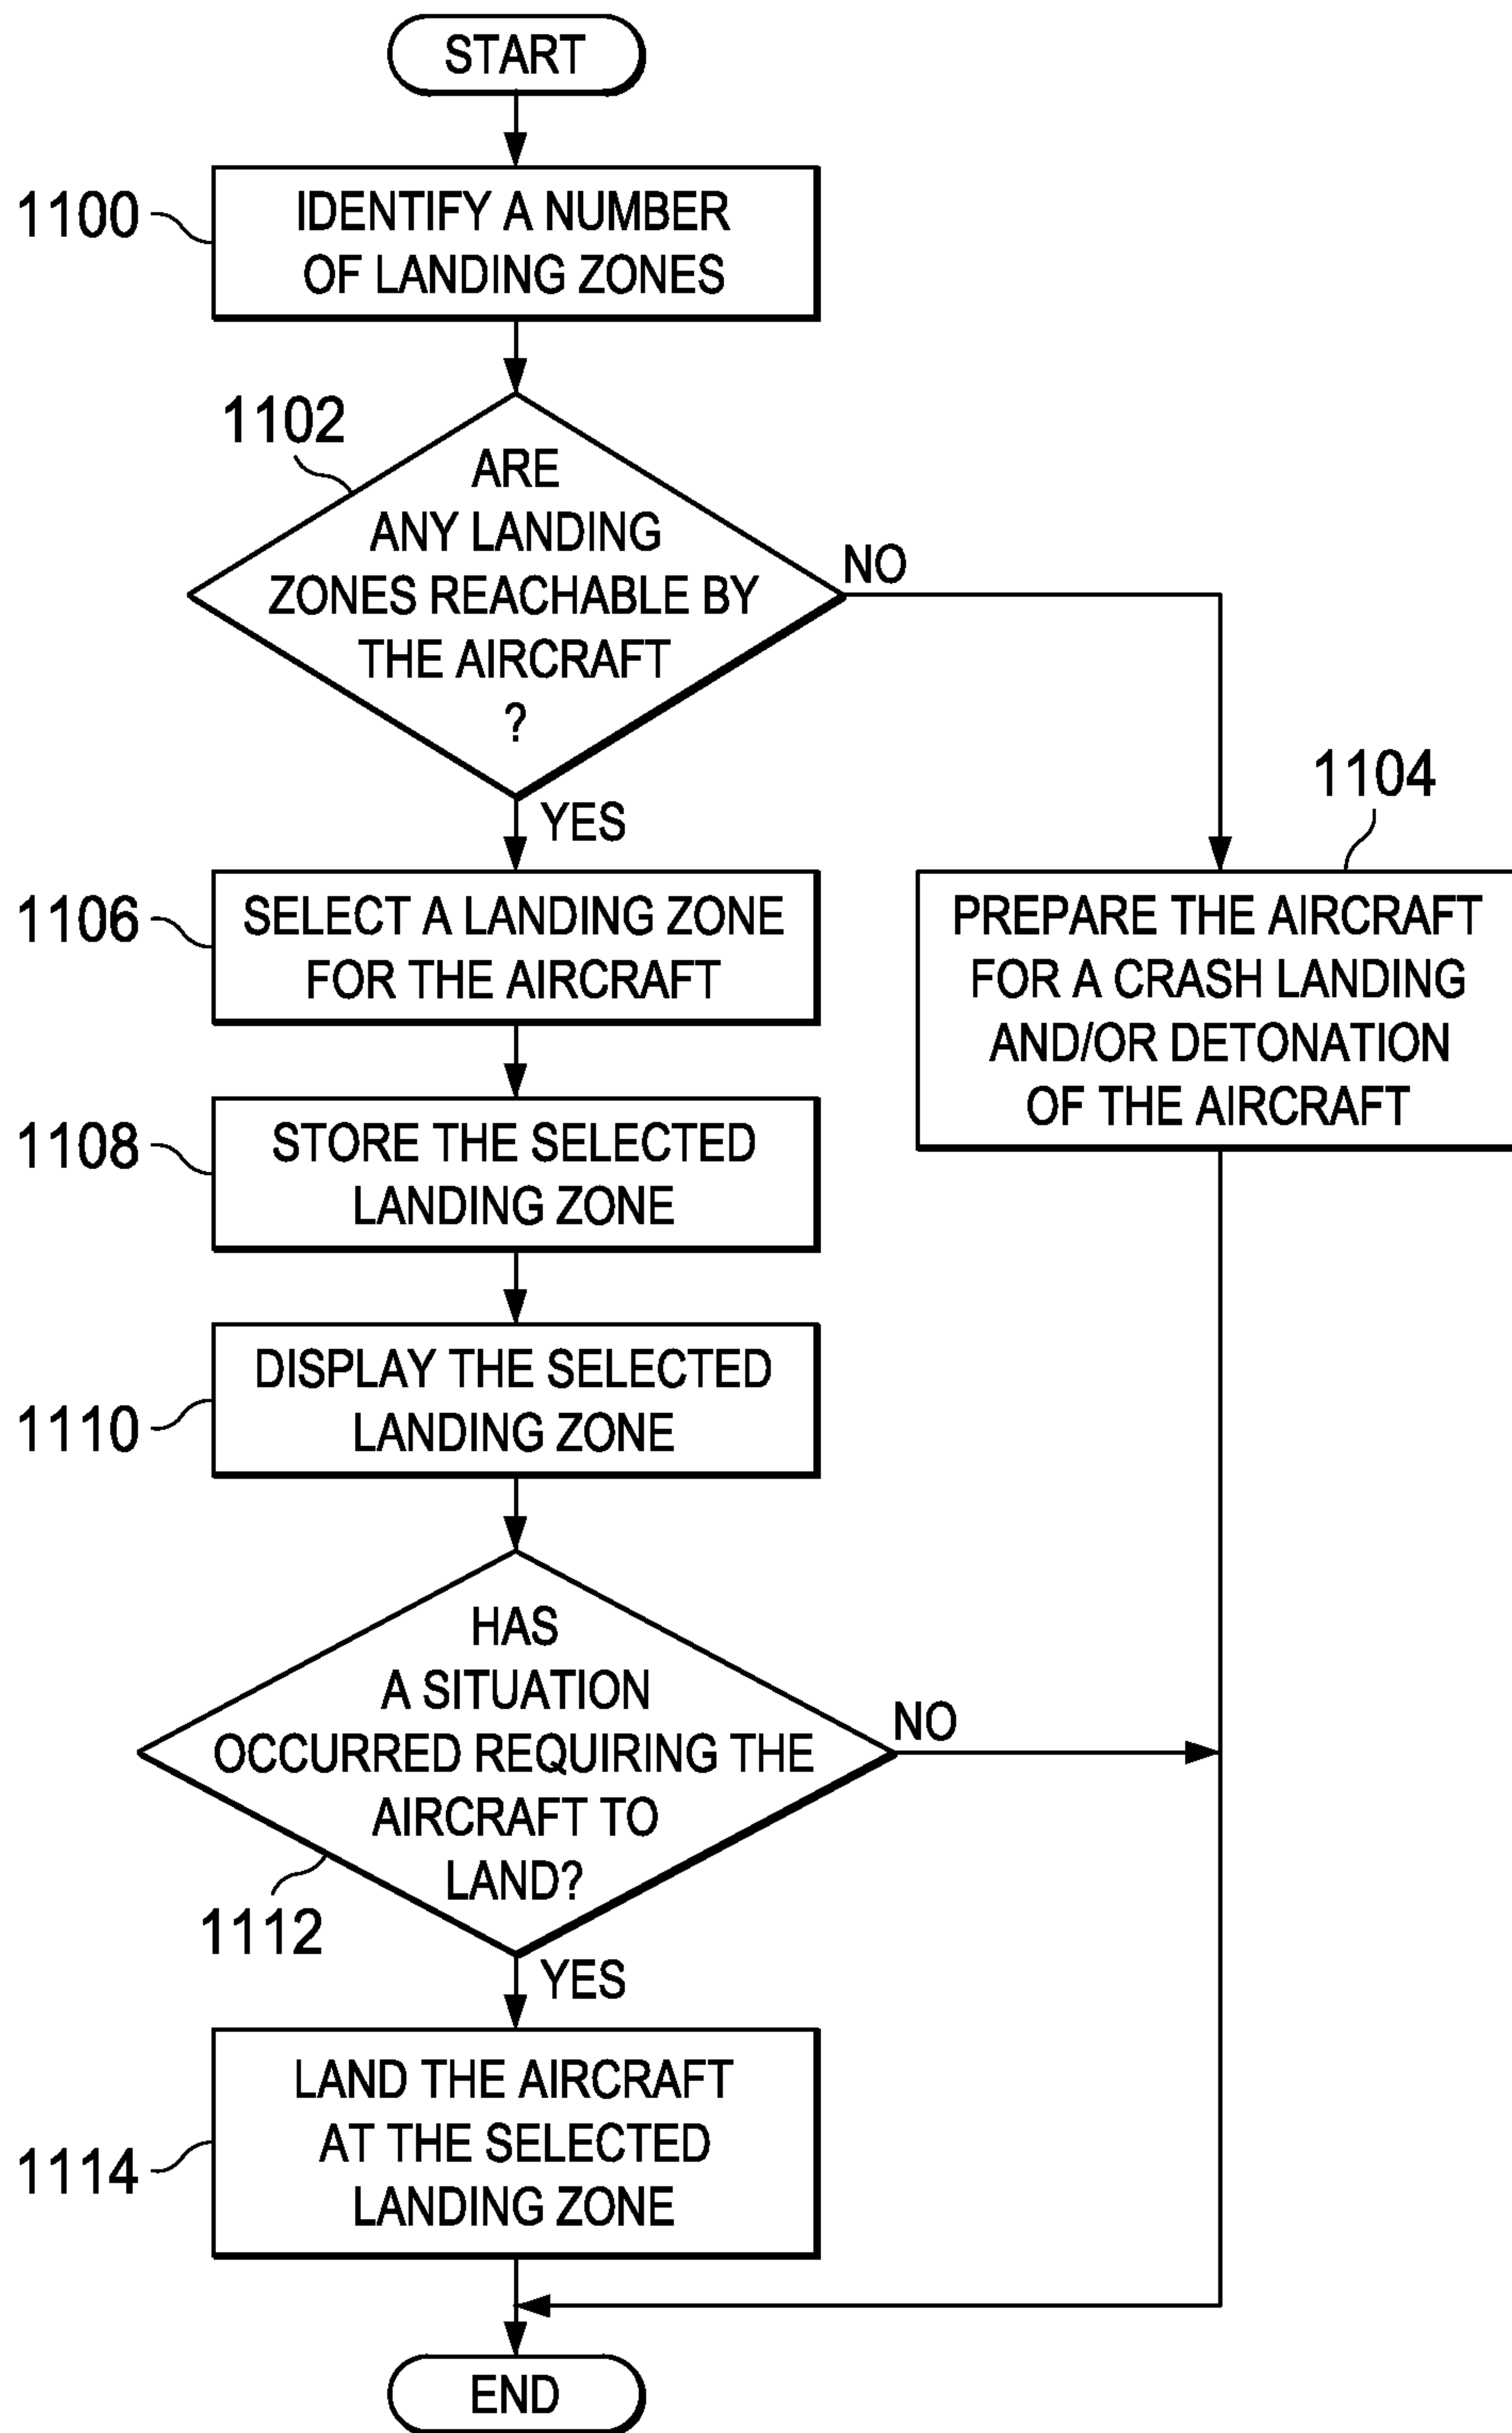 START
1100
IDENTIFY A NUMBER
OF LANDING ZONES
1102
ARE
ANY LANDING
ZONES REACHABLE BY
THE AIRCRAFT
?
NO
YES
1104
PREPARE THE AIRCRAFT
FOR A CRASH LANDING
AND/OR DETONATION
OF THE AIRCRAFT
1106
SELECT A LANDING ZONE
FOR THE AIRCRAFT
1108
STORE THE SELECTED
LANDING ZONE
1110
DISPLAY THE SELECTED
LANDING ZONE
HAS
A SITUATION
OCCURRED REQUIRING THE
AIRCRAFT TO
LAND?
NO
1112
YES
1114
LAND THE AIRCRAFT
AT THE SELECTED
LANDING ZONE
END